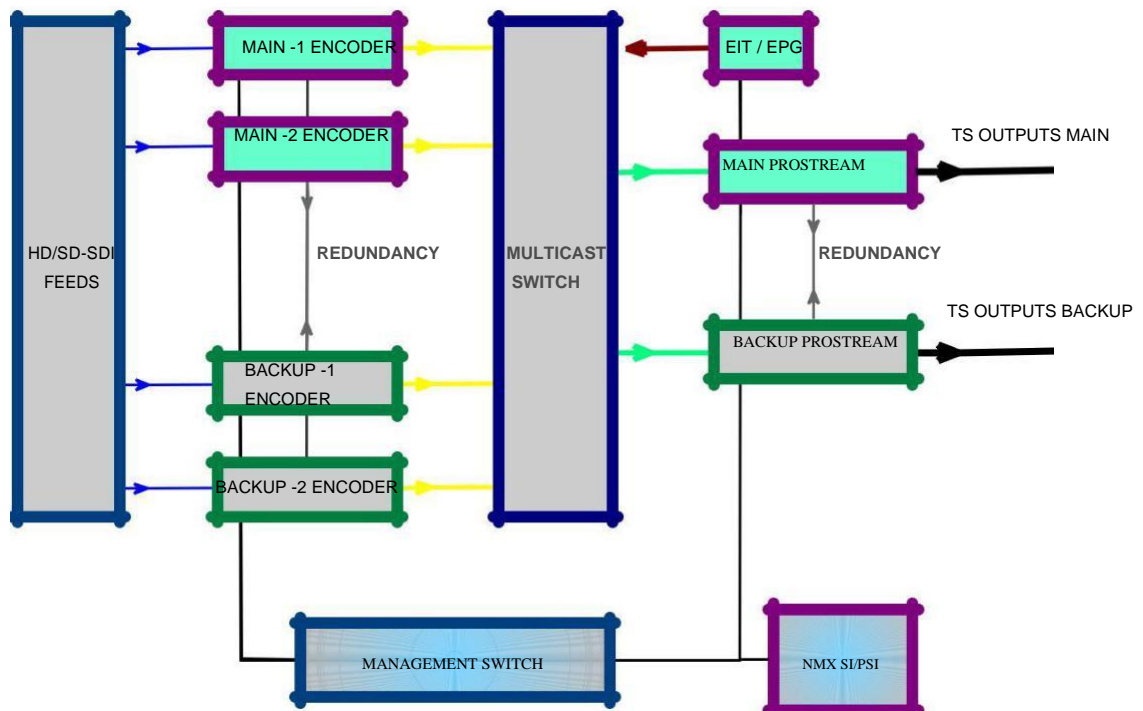 MAIN -1 ENCODER
EIT / EPG
MAIN -2 ENCODER
TS OUTPUTS MAIN
MAIN PROSTREAM
HD/SD-SDI
FEEDS
REDUNDANCY
MULTICAST
SWITCH
REDUNDANCY
TS OUTPUTS BACKUP
BACKUP PROSTREAM
BACKUP -1
ENCODER
BACKUP -2 ENCODER
MANAGEMENT SWITCH
NMX SI/PSI